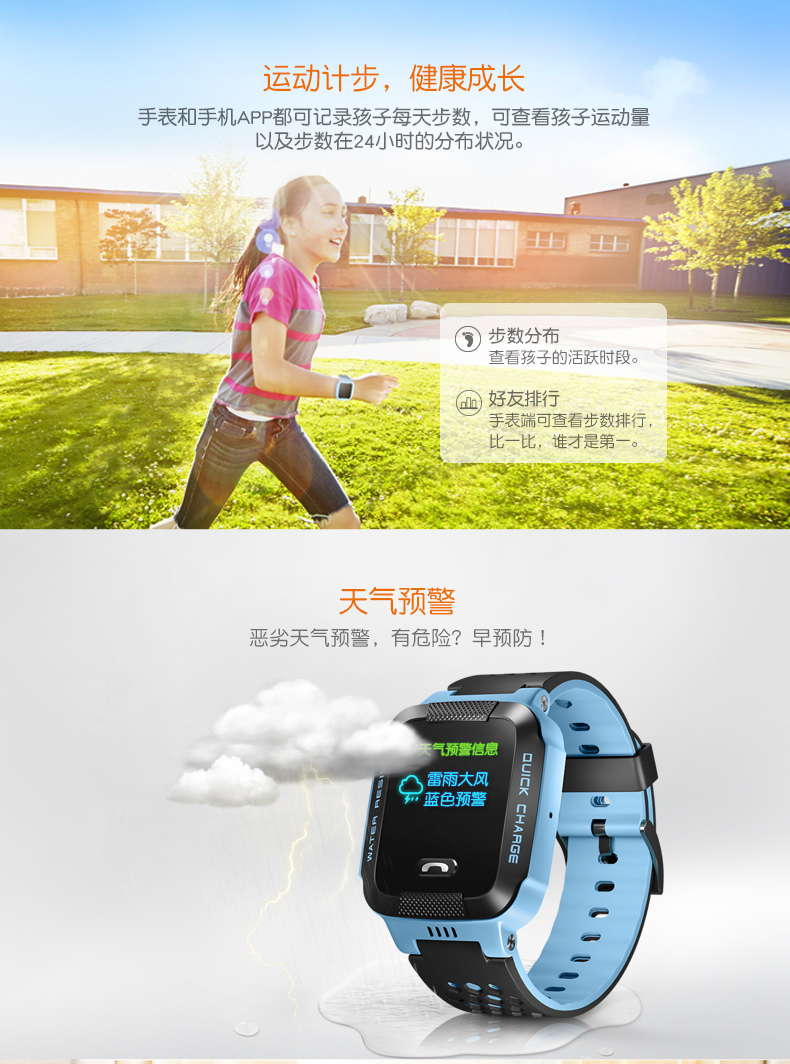 运动计步，健康成长
手表和手机APP都可记录孩子每天步数，可查看孩子运动量
以及步数在24小时的分布状况。
步数分布
查看孩子的活跃时段。
好友排行
手表端可查看步数排行，
比一比，谁才是第一。
天气预警
恶劣天气预警，有危险？早预防！
天气预警信息
雷雨大风
蓝色预警
WATER RESI
QUICK CHARGE